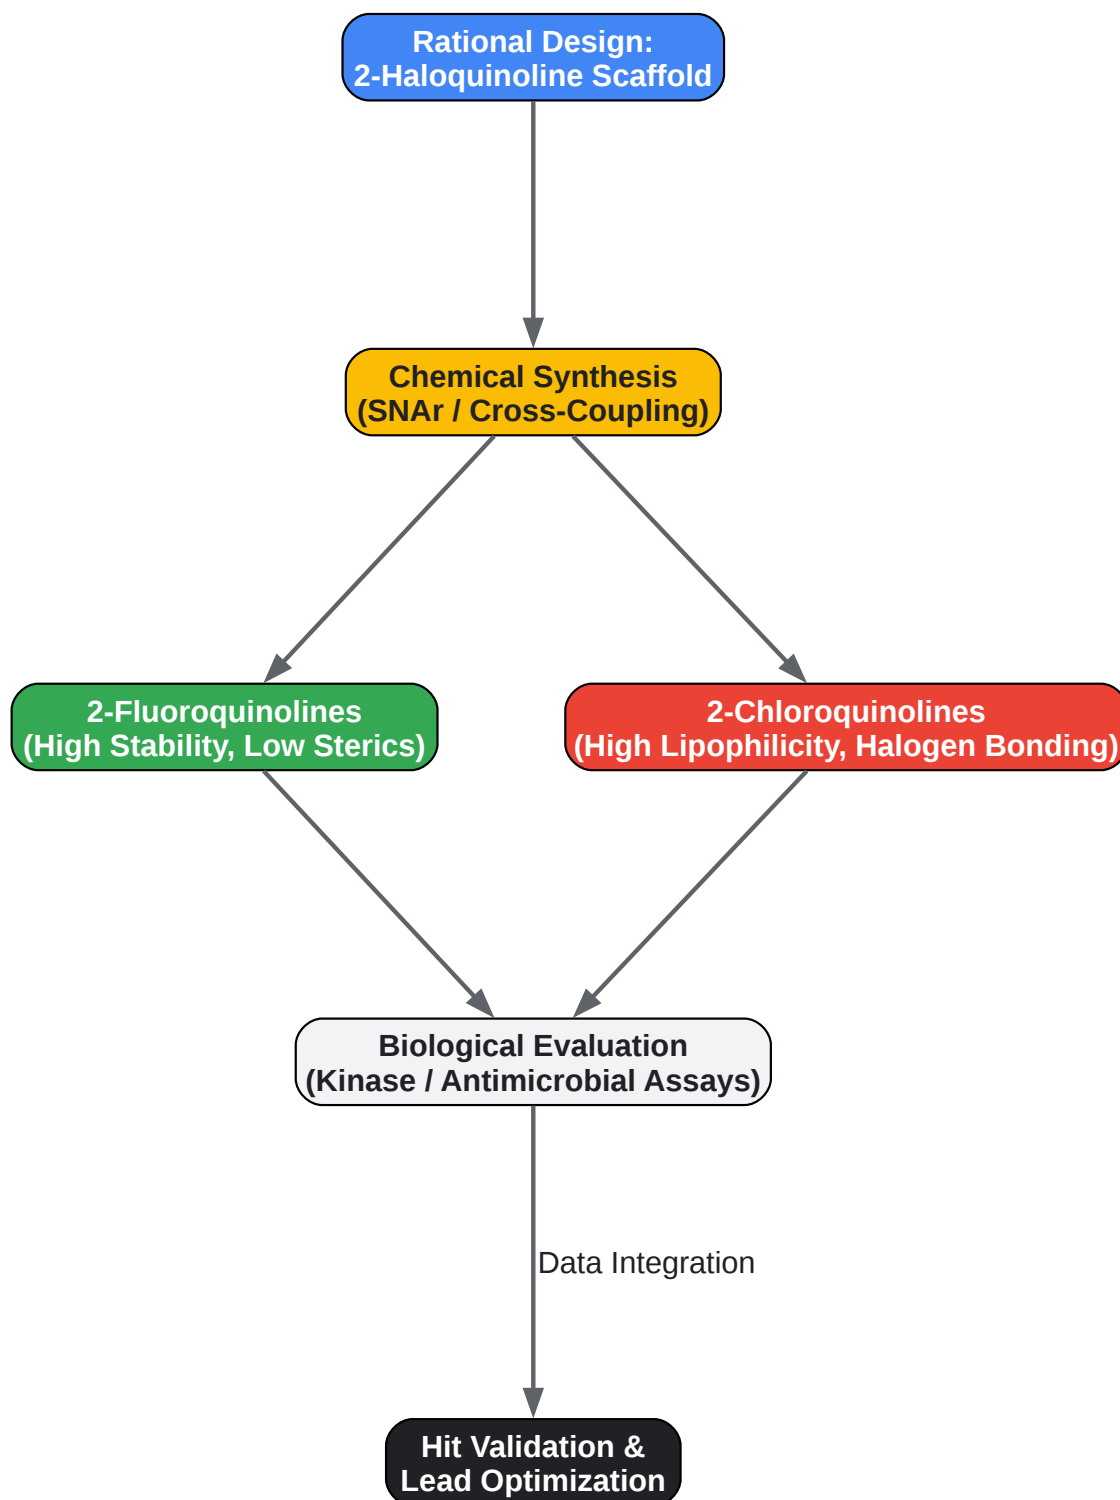 Rational Design:
2-Haloquinoline Scaffold
Chemical Synthesis
(SNAr / Cross-Coupling)
2-Fluoroquinolines
(High Stability, Low Sterics)
2-Chloroquinolines
(High Lipophilicity, Halogen Bonding)
Biological Evaluation
(Kinase / Antimicrobial Assays)
Data Integration
Hit Validation &
Lead Optimization